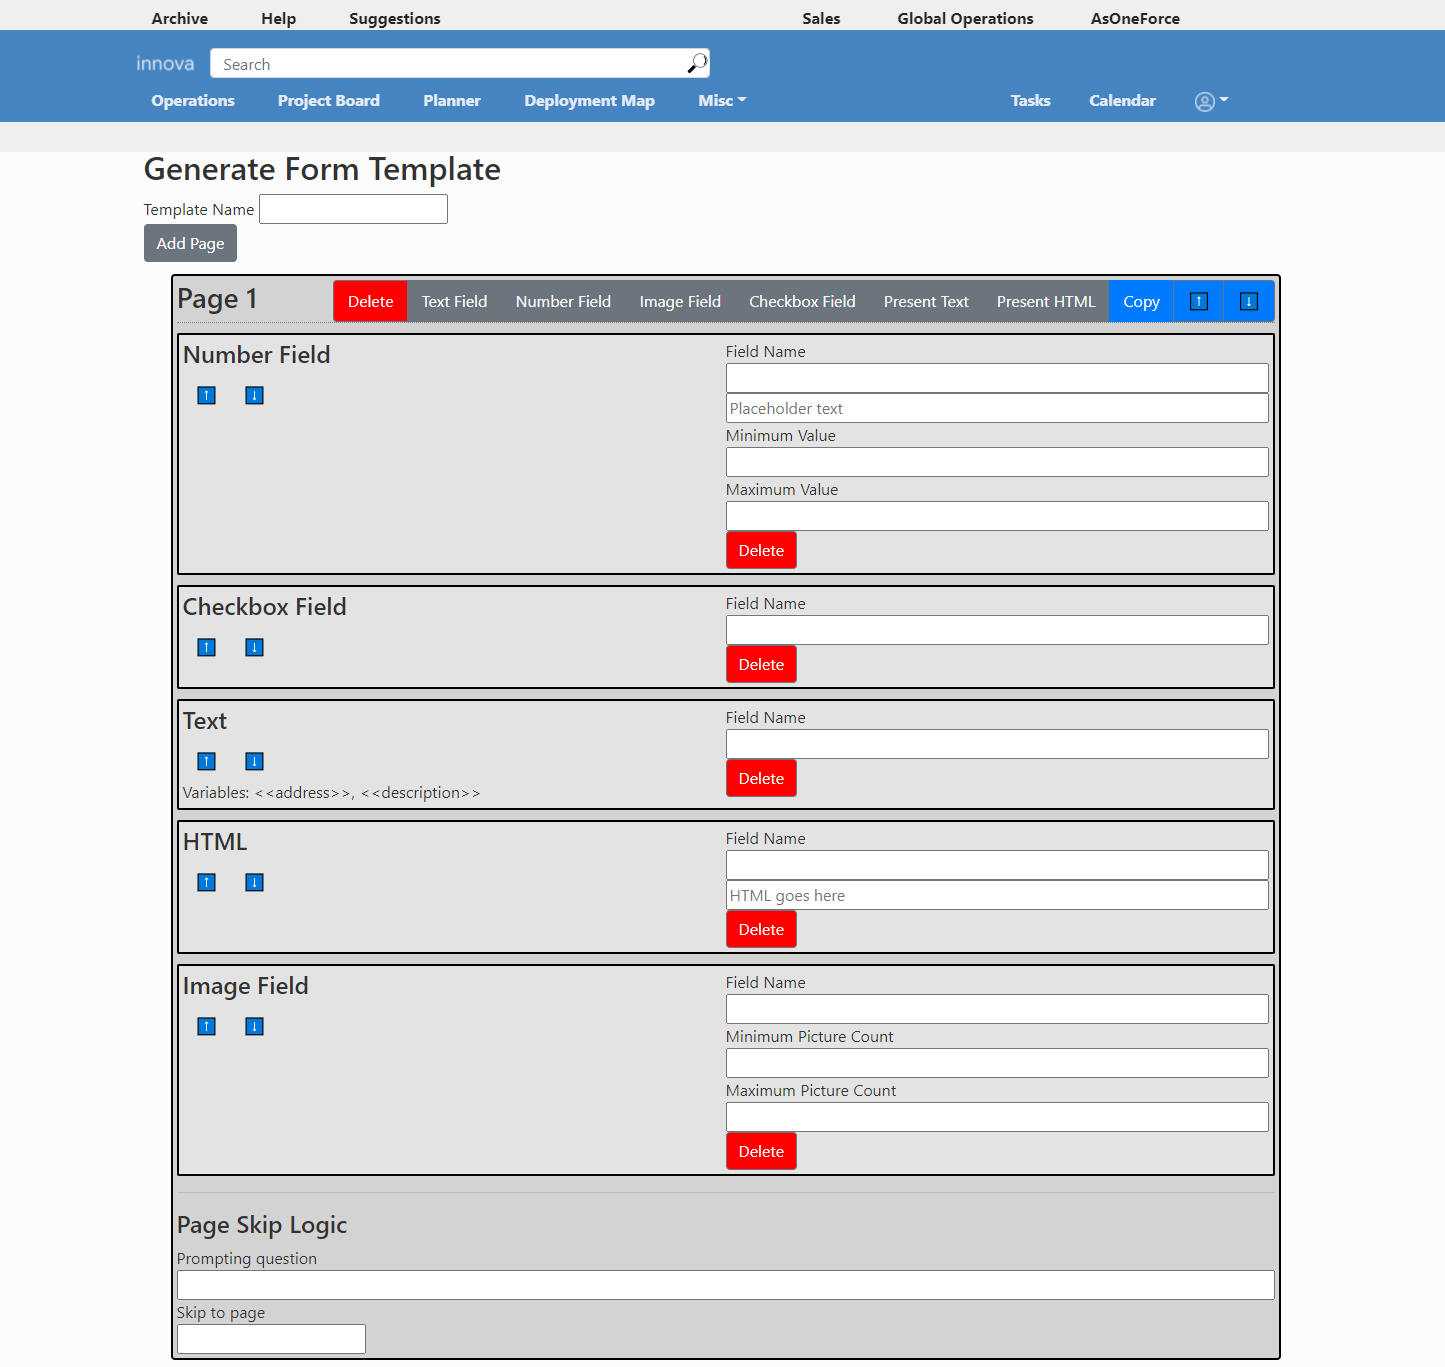 Archive Help Suggestions Sales Global Operations AsOneForce
innova Search
Operations Project Board Planner Deployment Map Misc Tasks Calendar
Generate Form Template
Template Name
Add Page
Page 1 Delete Text Field Number Field Image Field Checkbox Field Present Text Present HTML Copy ↑ ↓
Number Field
↑ ↓
Field Name
Placeholder text
Minimum Value
Maximum Value
Delete
Checkbox Field
↑ ↓
Field Name
Delete
Text
↑ ↓
Variables: <<address>>, <<description>>
Field Name
Delete
HTML
↑ ↓
Field Name
HTML goes here
Delete
Image Field
↑ ↓
Field Name
Minimum Picture Count
Maximum Picture Count
Delete
Page Skip Logic
Prompting question
Skip to page